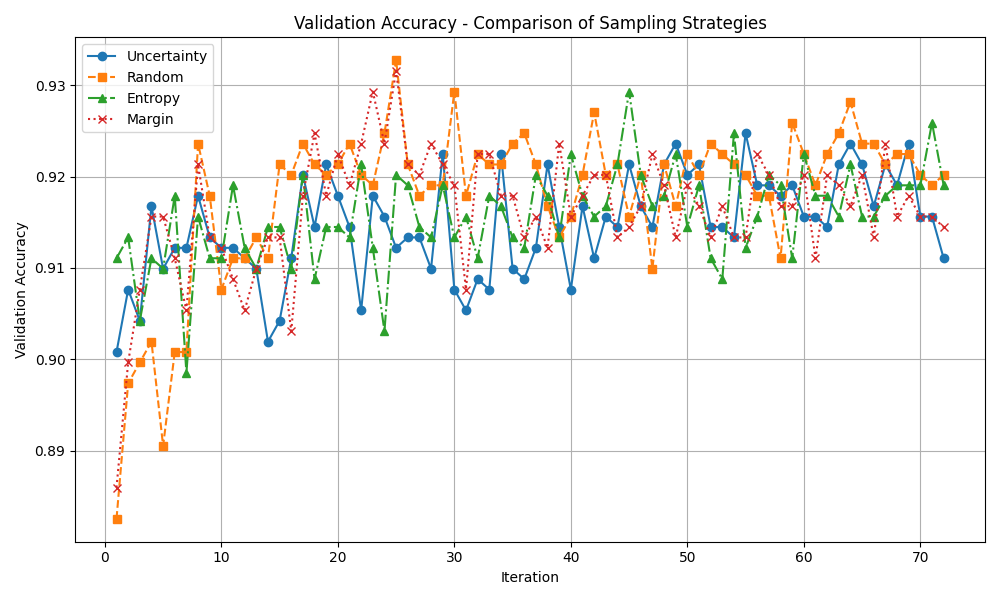 Validation Accuracy - Comparison of Sampling Strategies
Uncertainty
Random
Entropy
Margin
Validation Accuracy
0.93
0.92
0.91
0.90
0.89
0 10 20 30 40 50 60 70
Iteration